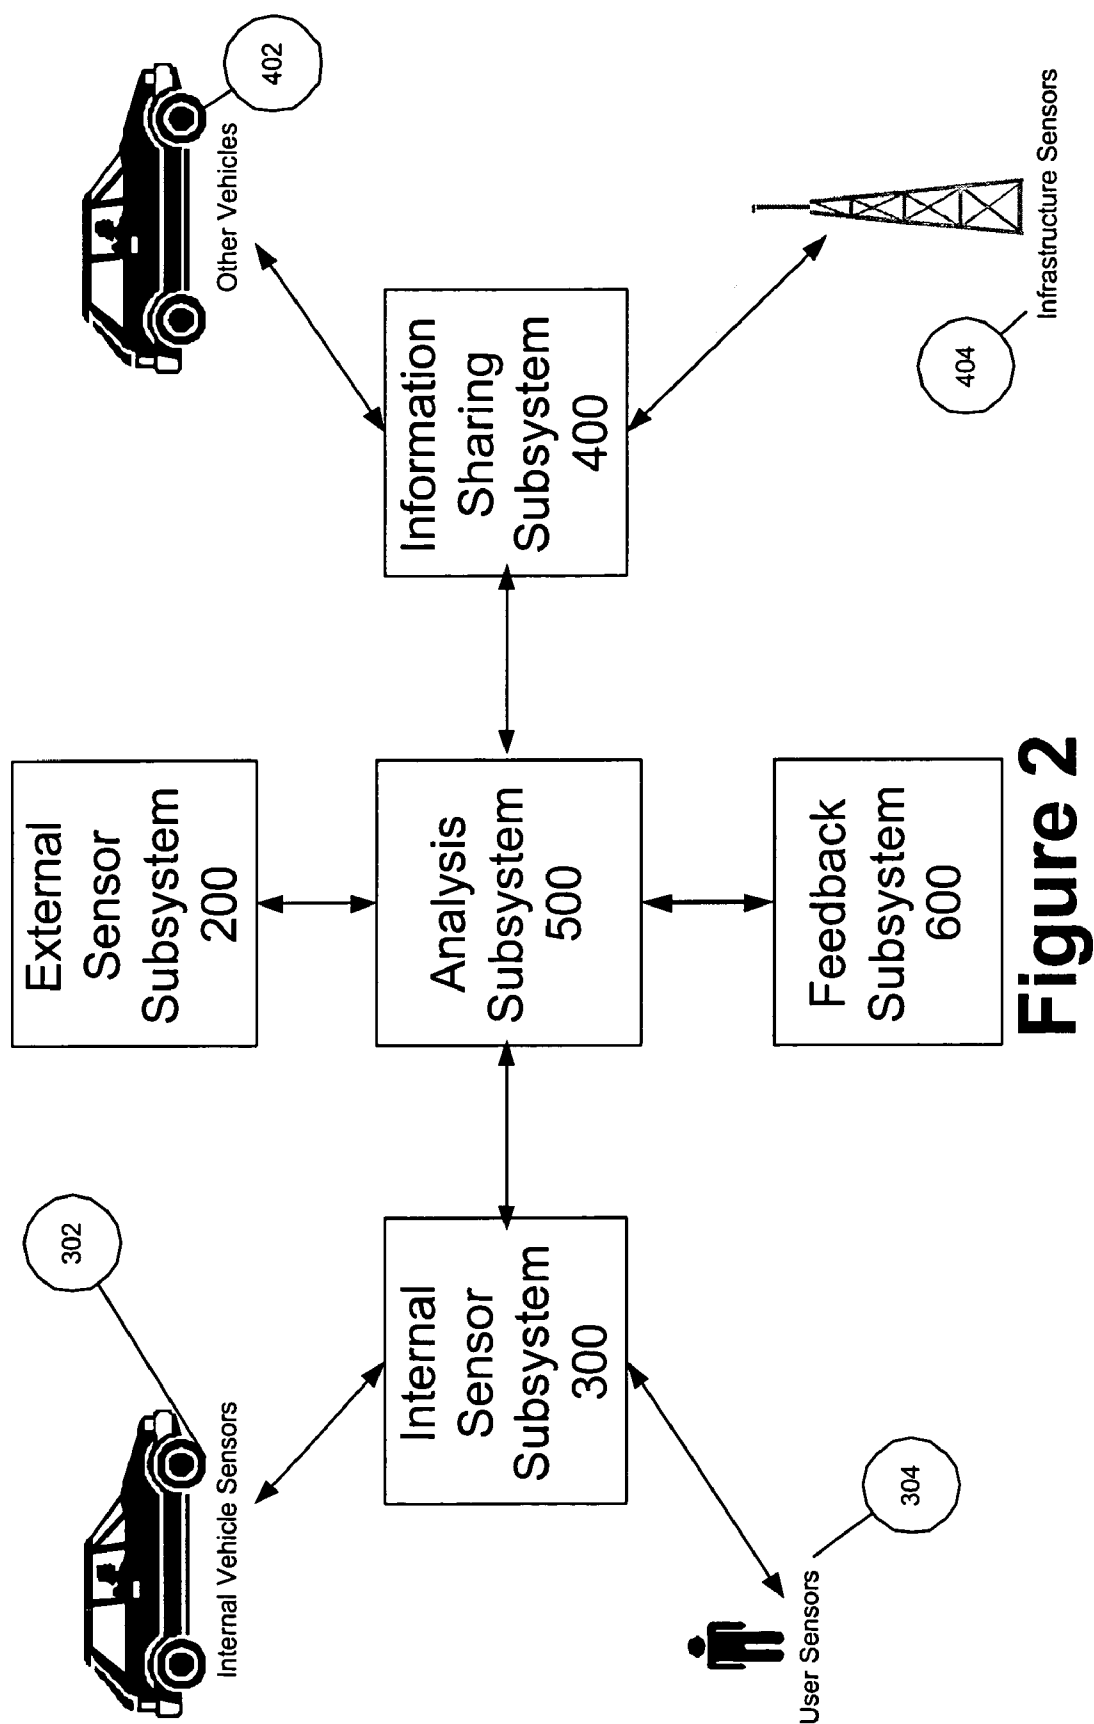 302
Internal Vehicle Sensors
External
Sensor
Subsystem
200
402
Other Vehicles
Internal
Sensor
Subsystem
300
Analysis
Subsystem
500
Information
Sharing
Subsystem
400
User Sensors
304
Feedback
Subsystem
600
404
Infrastructure Sensors
Figure 2